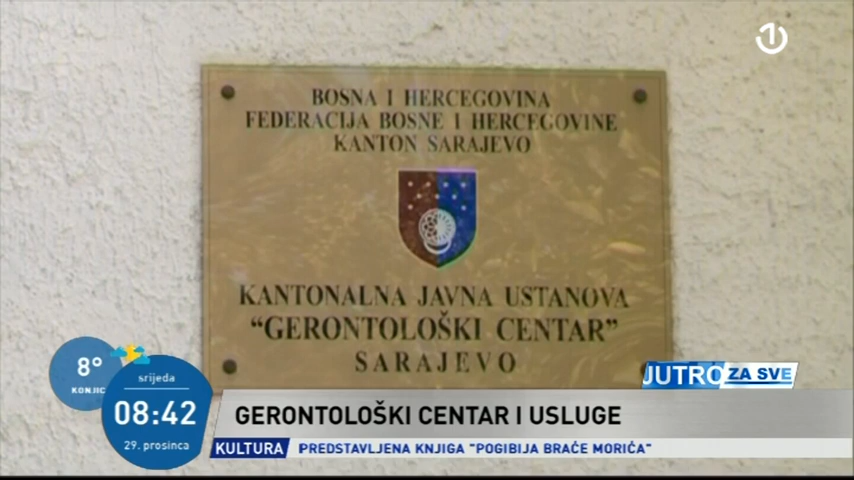 1
BOSNA I HERCEGOVINA
FEDERACIJA BOSNE I HERCEGOVINE
KANTON SARAJEVO
KANTONALNA JAVNA USTANOVA
“GERONTOLOŠKI CENTAR”
SARAJEVO
8°
KONJIC
srijeda
08:42
29. prosinca
JUTRO ZA SVE
GERONTOLOŠKI CENTAR I USLUGE
KULTURA PREDSTAVLJENA KNJIGA "POGIBIJA BRAĆE MORIĆA"